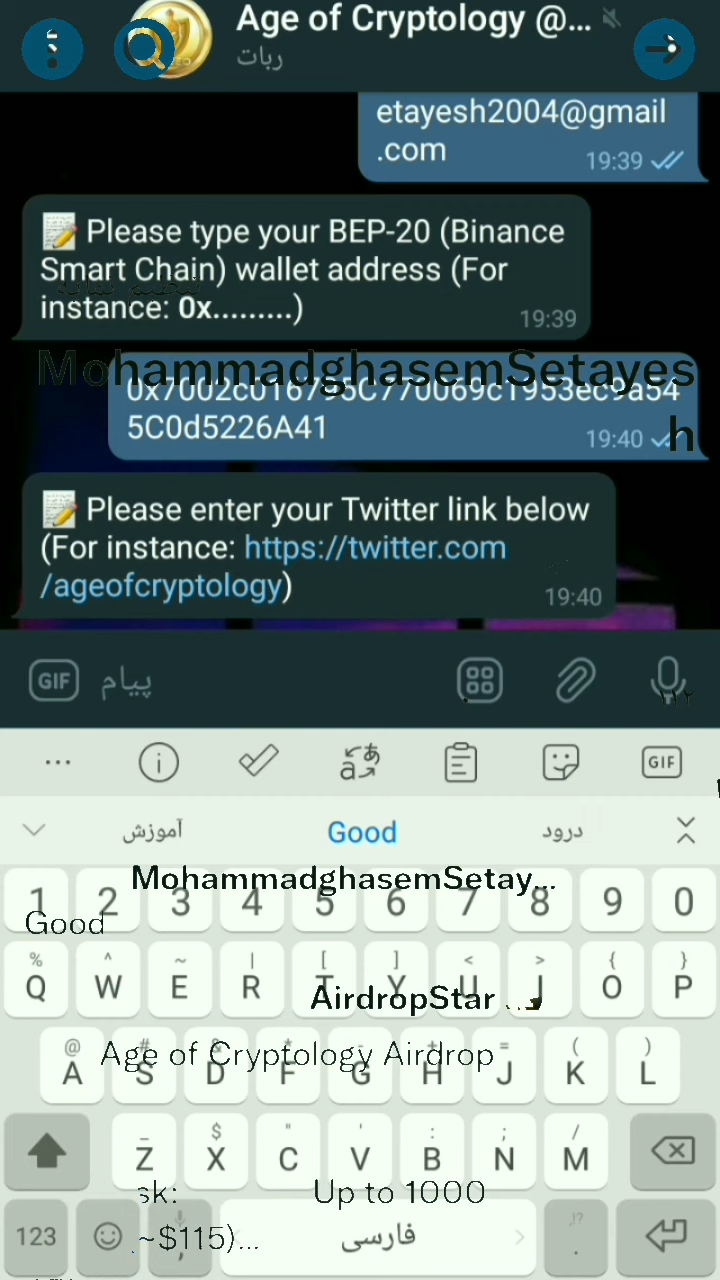 Age of Cryptology @...
ربات
etayesh2004@gmail
.com
19:39
Please type your BEP-20 (Binance
Smart Chain) wallet address (For
instance: 0x.........)
19:39
MohammadghasemSetayes
h
5C0d5226A41
19:40
Please enter your Twitter link below
(For instance: https://twitter.com
/ageofcryptology)
19:40
GIF
پیام
GIF
آموزش Good درود
MohammadghasemSetay...
1 2 3 4 5 6 7 8 9 0
Good
% ^ ~ | [ ] < > { }
Q W E R T Y U I O P
AirdropStar
Age of Cryptology Airdrop
@ # & * - + = ( )
A S D F G H J K L
_ $ " ' : ; /
Z X C V B N M
sk: Up to 1000
~$115)...
123 , فارسی .
!?